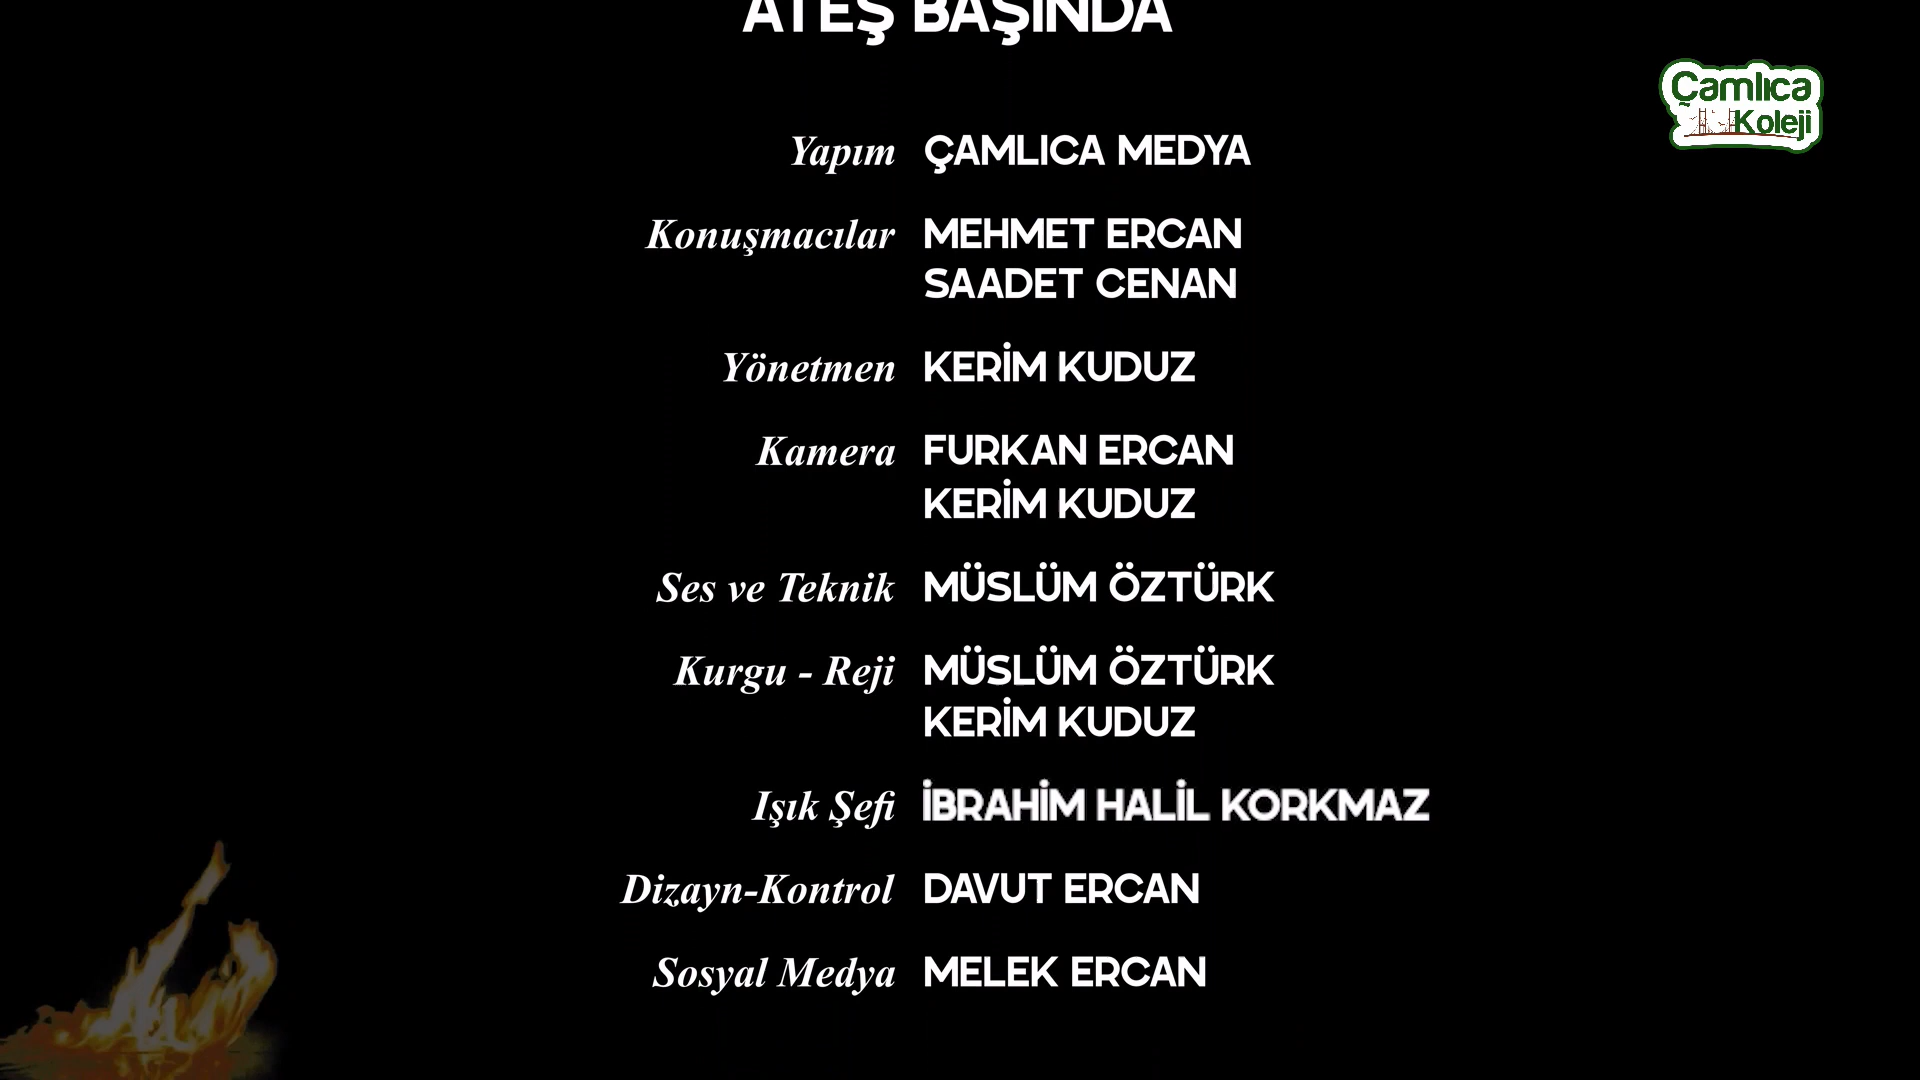 ATEŞ BAŞINDA
Çamlıca
Koleji
Yapım ÇAMLICA MEDYA
Konuşmacılar MEHMET ERCAN
SAADET CENAN
Yönetmen KERİM KUDUZ
Kamera FURKAN ERCAN
KERİM KUDUZ
Ses ve Teknik MÜSLÜM ÖZTÜRK
Kurgu - Reji MÜSLÜM ÖZTÜRK
KERİM KUDUZ
Işık Şefi İBRAHİM HALİL KORKMAZ
Dizayn-Kontrol DAVUT ERCAN
Sosyal Medya MELEK ERCAN